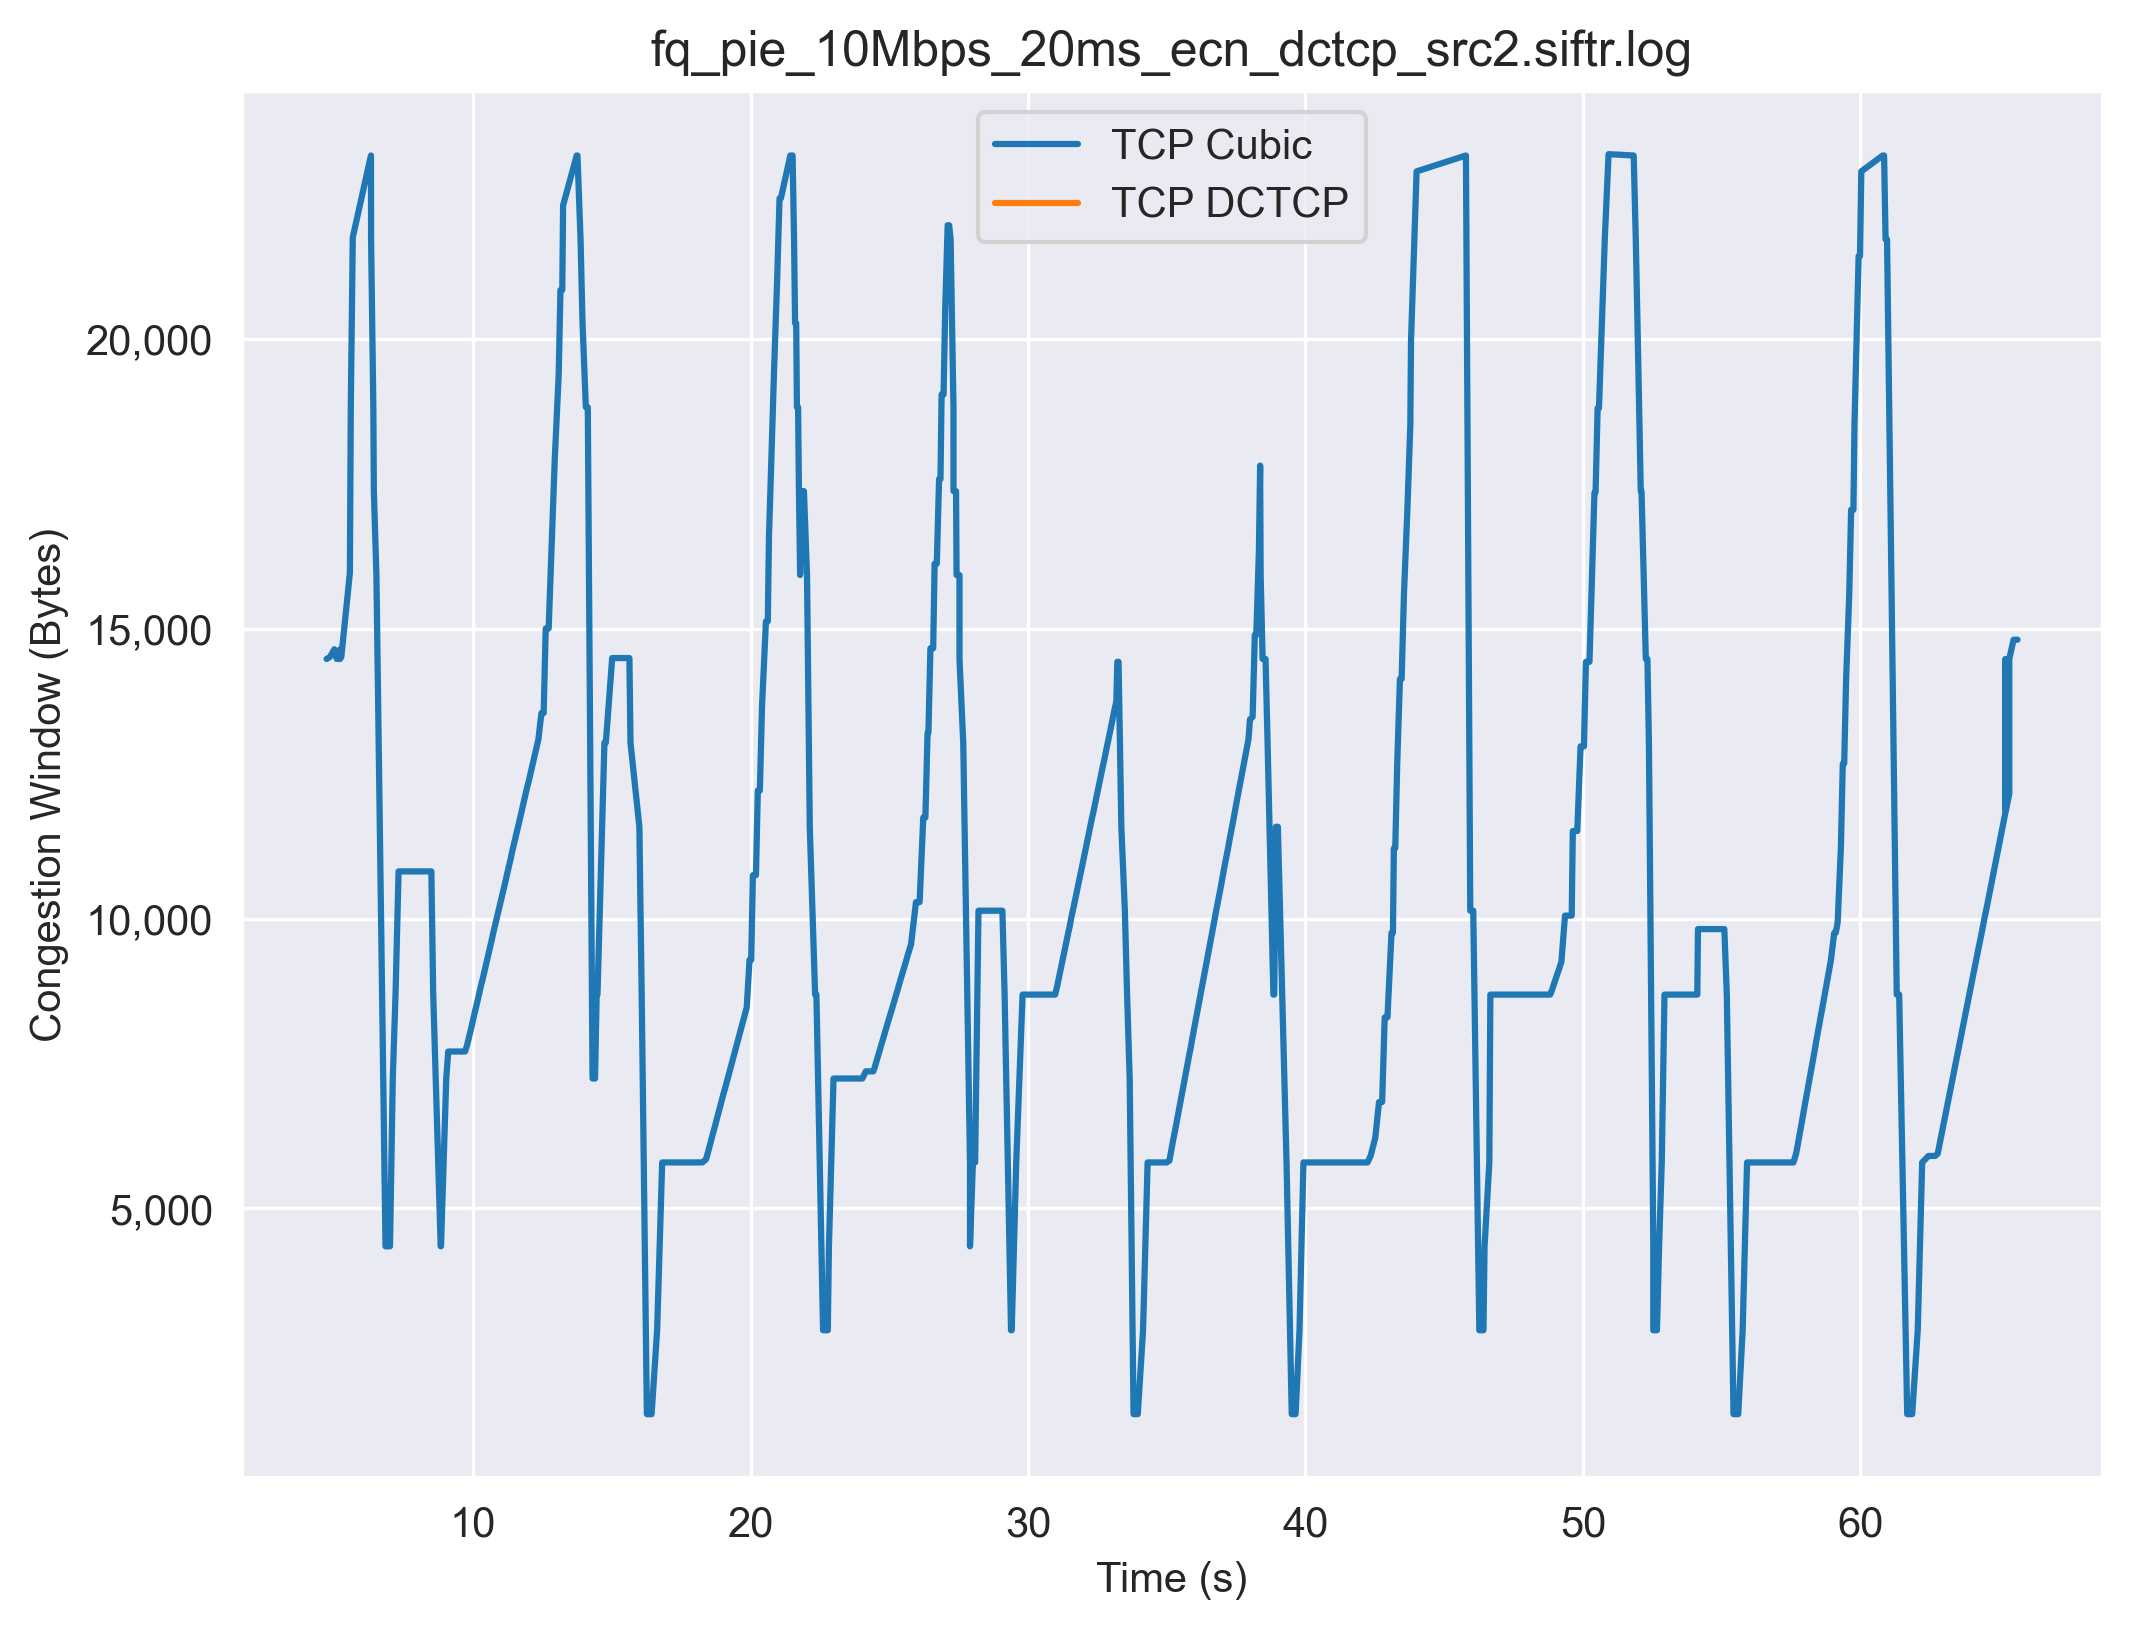 fq_pie_10Mbps_20ms_ecn_dctcp_src2.siftr.log
TCP Cubic
TCP DCTCP
Congestion Window (Bytes)
20,000
15,000
10,000
5,000
10 20 30 40 50 60
Time (s)